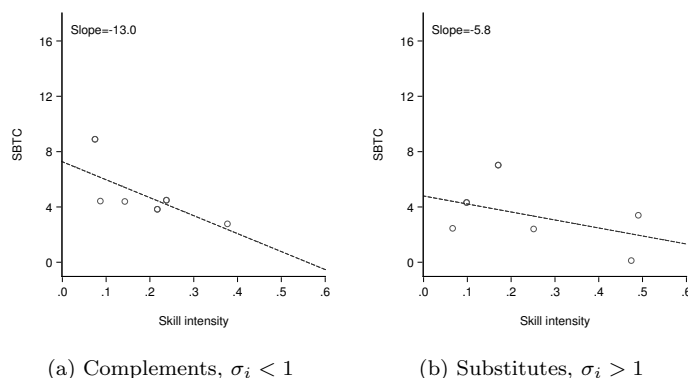 Slope=-13.0
16
12
8
4
0
SBTC
.0 .1 .2 .3 .4 .5 .6
Skill intensity
(a) Complements, σᵢ < 1
Slope=-5.8
16
12
8
4
0
SBTC
.0 .1 .2 .3 .4 .5 .6
Skill intensity
(b) Substitutes, σᵢ > 1